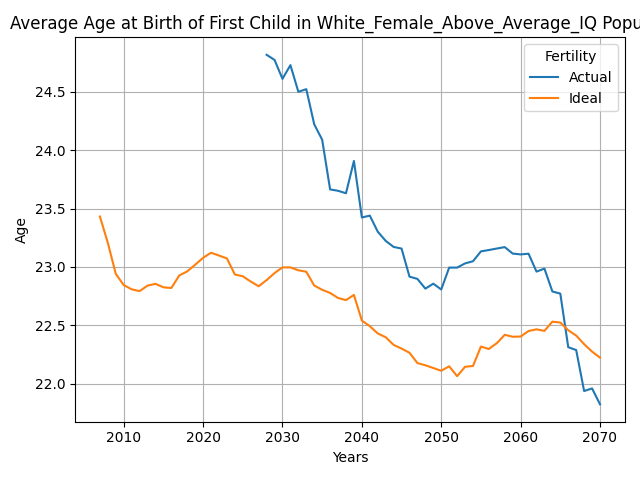 Average Age at Birth of First Child in White_Female_Above_Average_IQ Popu
Fertility
Actual
Ideal
24.5
24.0
23.5
23.0
22.5
22.0
Age
2010 2020 2030 2040 2050 2060 2070
Years